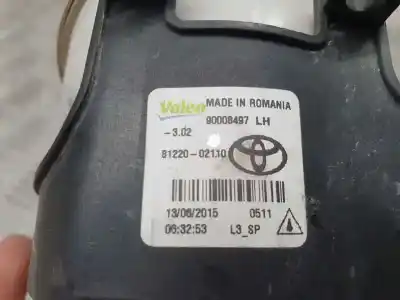 Valeo MADE IN ROMANIA
90008497 LH
-3.02
81220-02110
13/06/2015 0511
06:32:53 L3_SP